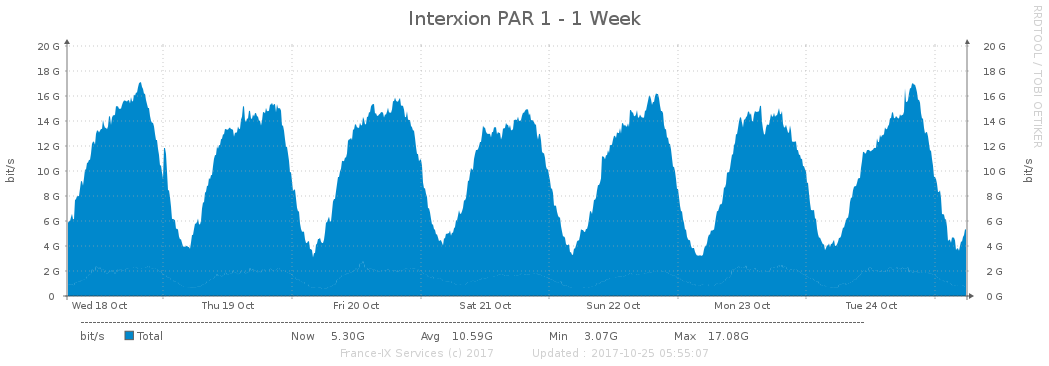 Interxion PAR 1 - 1 Week
RRDTOOL / TOBI OETIKER
20 G 20 G
18 G 18 G
16 G 16 G
14 G 14 G
12 G 12 G
10 G 10 G
8 G 8 G
6 G 6 G
4 G 4 G
2 G 2 G
0 0 G
bit/s bit/s
Wed 18 Oct Thu 19 Oct Fri 20 Oct Sat 21 Oct Sun 22 Oct Mon 23 Oct Tue 24 Oct
bit/s Total Now 5.30G Avg 10.59G Min 3.07G Max 17.08G
France-IX Services (c) 2017 Updated : 2017-10-25 05:55:07